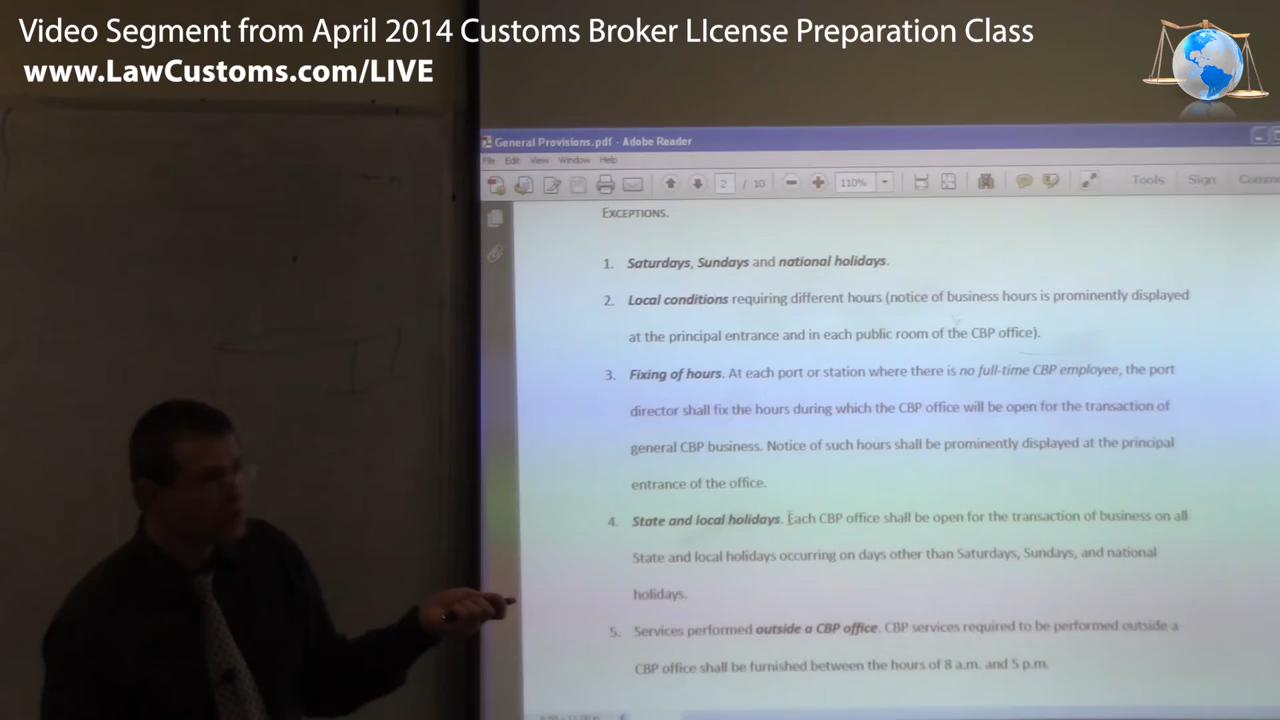 Video Segment from April 2014 Customs Broker LIcense Preparation Class
www.LawCustoms.com/LIVE
General Provisions.pdf - Adobe Reader
File Edit View Window Help
2 / 10 110% Tools Sign
EXCEPTIONS.
1. Saturdays, Sundays and national holidays.
2. Local conditions requiring different hours (notice of business hours is prominently displayed
at the principal entrance and in each public room of the CBP office).
3. Fixing of hours. At each port or station where there is no full-time CBP employee, the port
director shall fix the hours during which the CBP office will be open for the transaction of
general CBP business. Notice of such hours shall be prominently displayed at the principal
entrance of the office.
4. State and local holidays. Each CBP office shall be open for the transaction of business on all
State and local holidays occurring on days other than Saturdays, Sundays, and national
holidays.
5. Services performed outside a CBP office. CBP services required to be performed outside a
CBP office shall be furnished between the hours of 8 a.m. and 5 p.m.